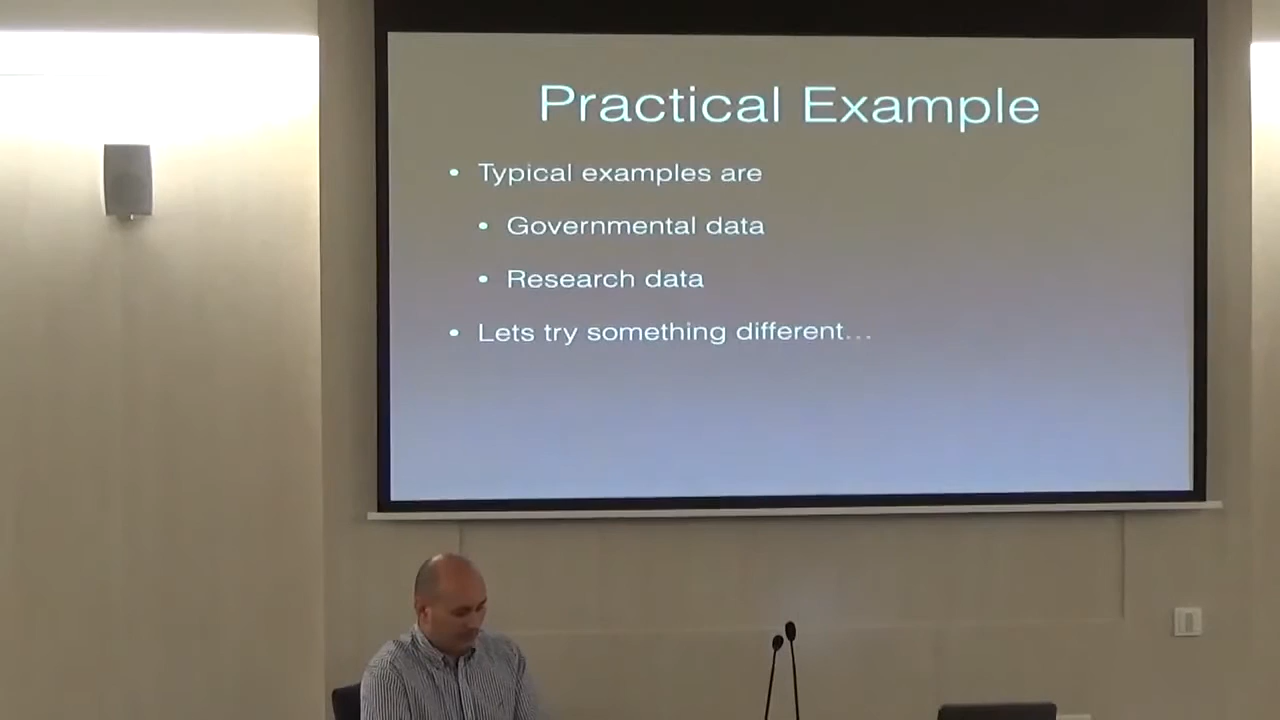 Practical Example
• Typical examples are
• Governmental data
• Research data
• Lets try something different...